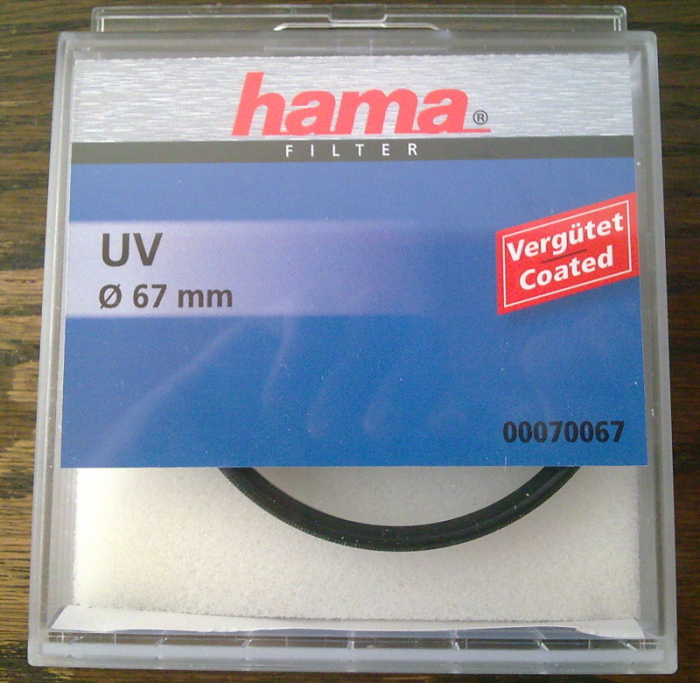 hama®
FILTER
UV
Ø 67 mm
Vergütet
Coated
00070067